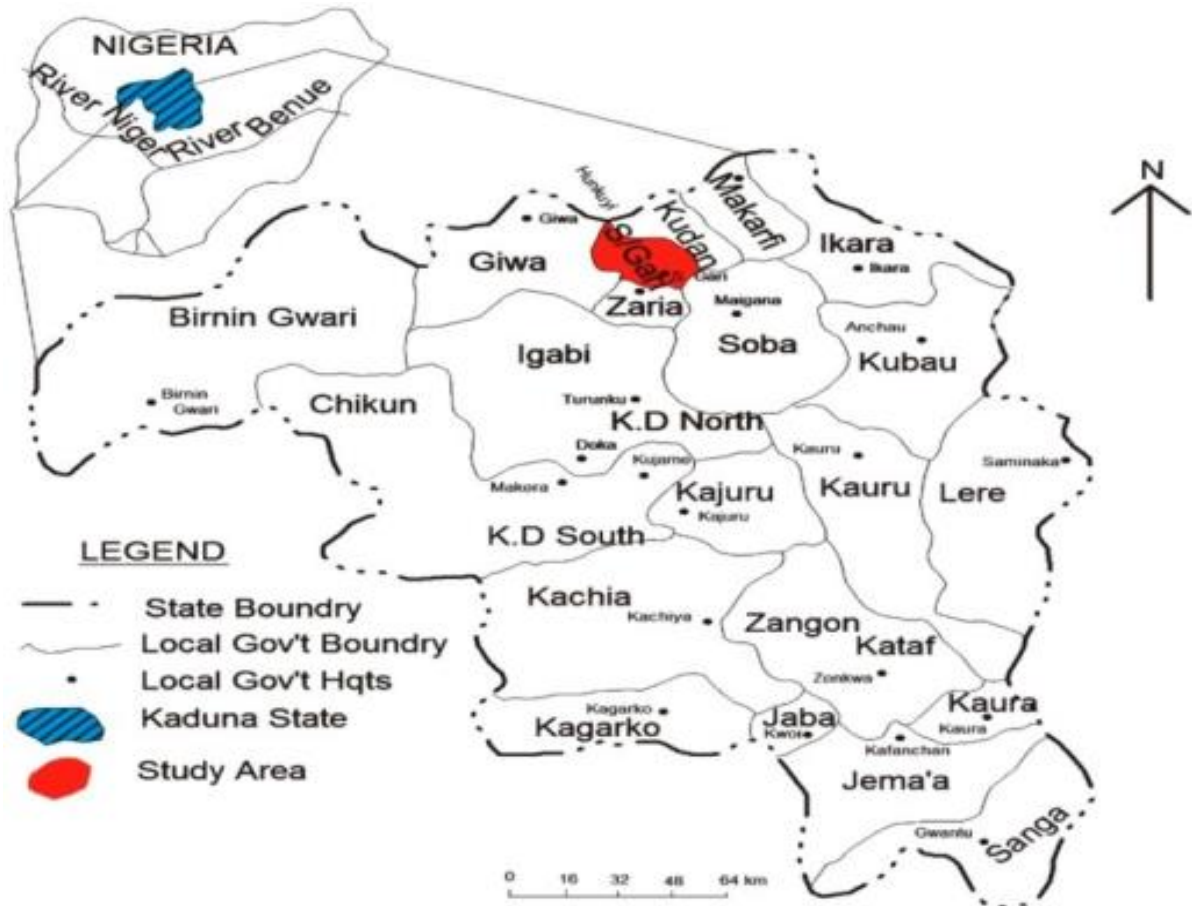 NIGERIA
River Niger
River Benue
N
Hunkuyi
Makarfi
Kudan
S/Gari
Giwa
Giwa
Ikara
Ikara
Zaria
Maigana
Soba
Anchau
Kubau
Birnin Gwari
Igabi
Birnin
Gwari
Chikun
Turunku
K.D North
Doka
Kujame
Makora
Kauru
Kauru
Saminaka
Lere
Kajuru
Kajuru
K.D South
Kachia
Kachiya
Zangon
Kataf
Zonkwa
Kagarko
Kagarko
Jaba
Kwoi
Kaura
Kaura
Kafanchan
Jema'a
Gwantu
Sanga
LEGEND
State Boundry
Local Gov't Boundry
Local Gov't Hqts
Kaduna State
Study Area
0 16 32 48 64 km